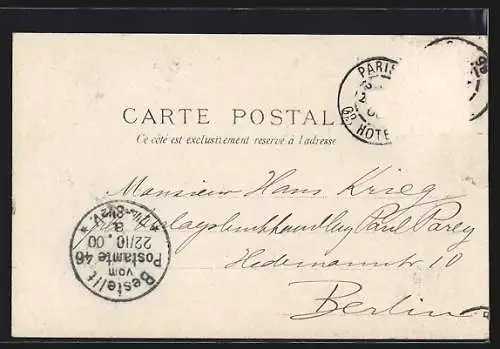 PARIS
GD HOTE
CARTE POSTAL
Ce côté est exclusivement reservé à l'adresse
Monsieur Hans Krieg
Verlagsbuchhandlung Paul Parey
Hedemannstr 10
Berlin
Bestellt
vom
Postamte 46
22/10.00